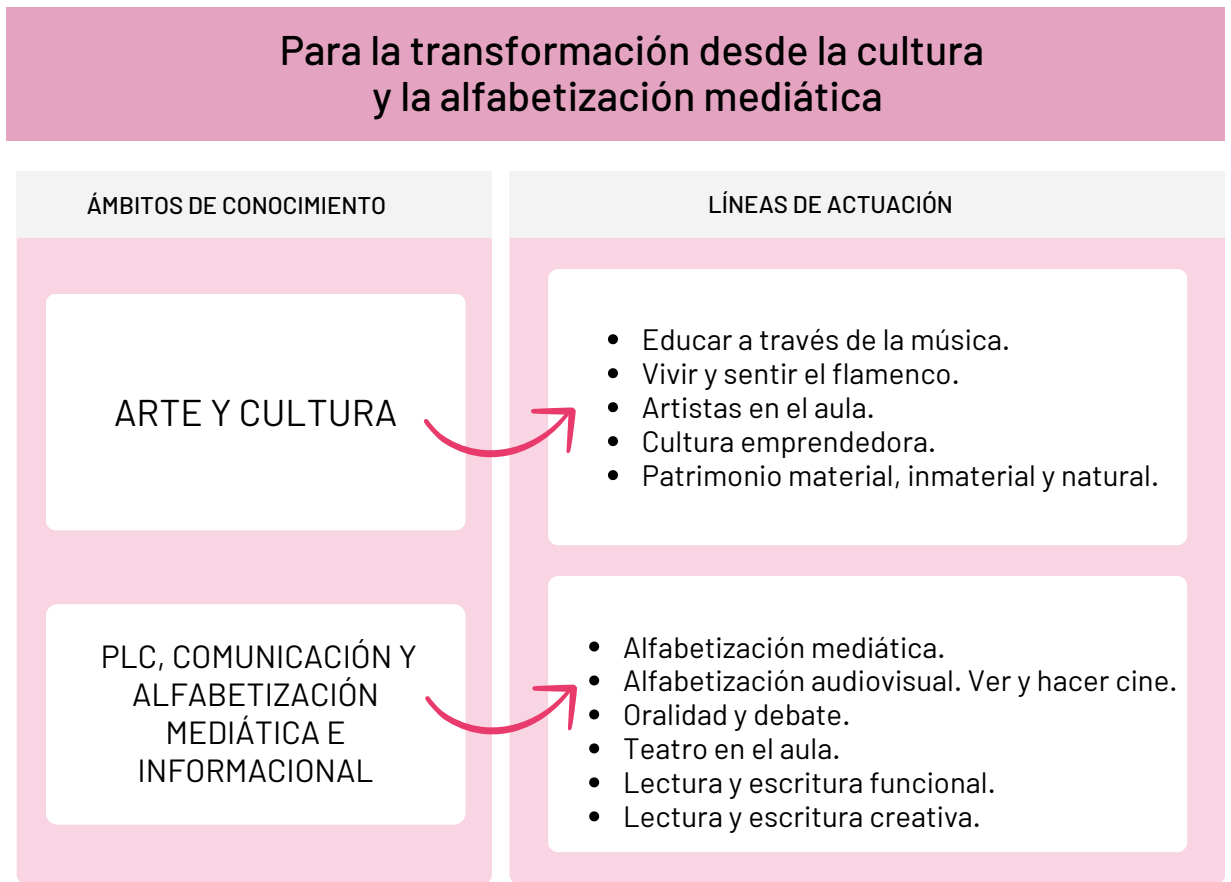 Para la transformación desde la cultura
y la alfabetización mediática
ÁMBITOS DE CONOCIMIENTO
LÍNEAS DE ACTUACIÓN
ARTE Y CULTURA
• Educar a través de la música.
• Vivir y sentir el flamenco.
• Artistas en el aula.
• Cultura emprendedora.
• Patrimonio material, inmaterial y natural.
PLC, COMUNICACIÓN Y
ALFABETIZACIÓN
MEDIÁTICA E
INFORMACIONAL
• Alfabetización mediática.
• Alfabetización audiovisual. Ver y hacer cine.
• Oralidad y debate.
• Teatro en el aula.
• Lectura y escritura funcional.
• Lectura y escritura creativa.